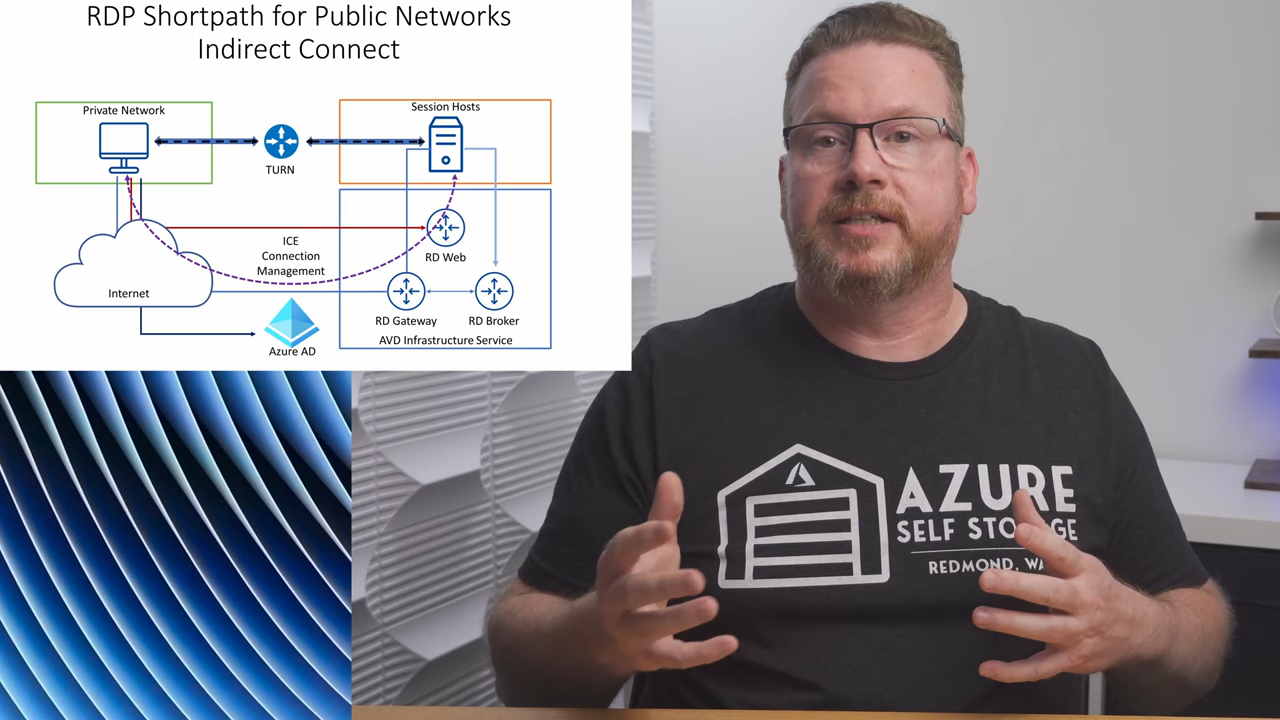 RDP Shortpath for Public Networks
Indirect Connect
Private Network
Session Hosts
TURN
ICE
Connection
Management
RD Web
Internet
RD Gateway
RD Broker
AVD Infrastructure Service
Azure AD
AZURE
SELF STORAGE
REDMOND, WA